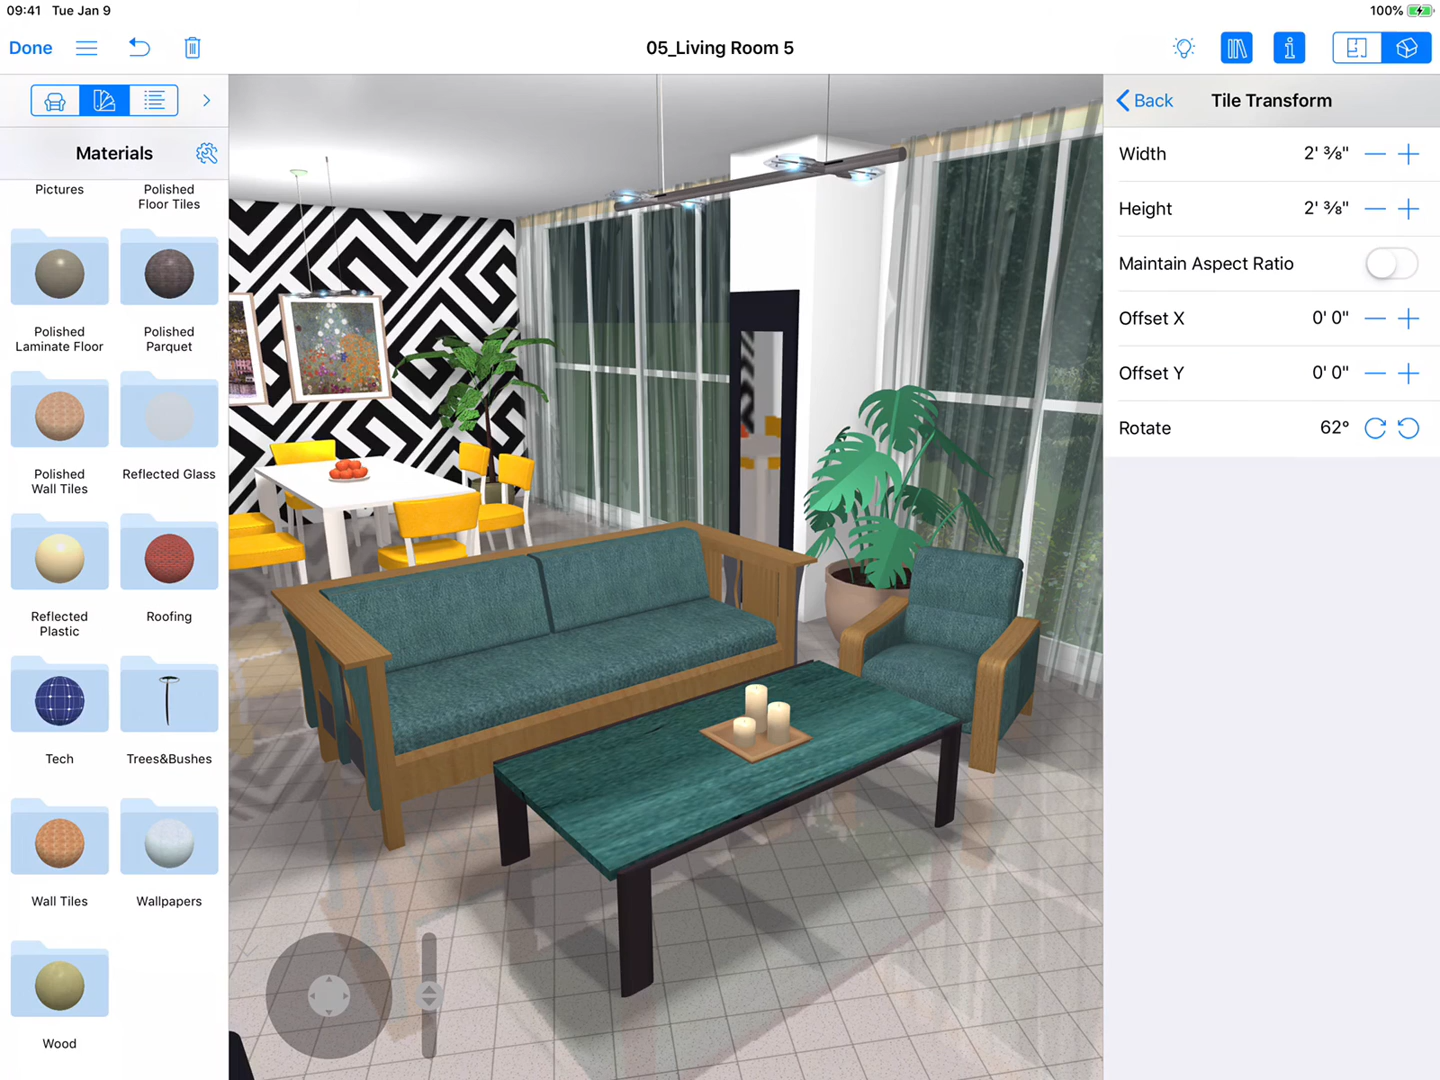 09:41 Tue Jan 9
100%
Done
05_Living Room 5
Materials
Pictures
Polished
Floor Tiles
Polished
Laminate Floor
Polished
Parquet
Polished
Wall Tiles
Reflected Glass
Reflected
Plastic
Roofing
Tech
Trees&Bushes
Wall Tiles
Wallpapers
Wood
Back
Tile Transform
Width 2' ⅜"
Height 2' ⅜"
Maintain Aspect Ratio
Offset X 0' 0"
Offset Y 0' 0"
Rotate 62°